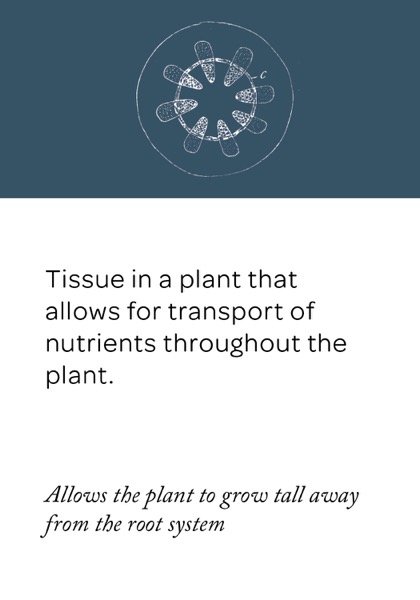 c
Tissue in a plant that
allows for transport of
nutrients throughout the
plant.
Allows the plant to grow tall away
from the root system